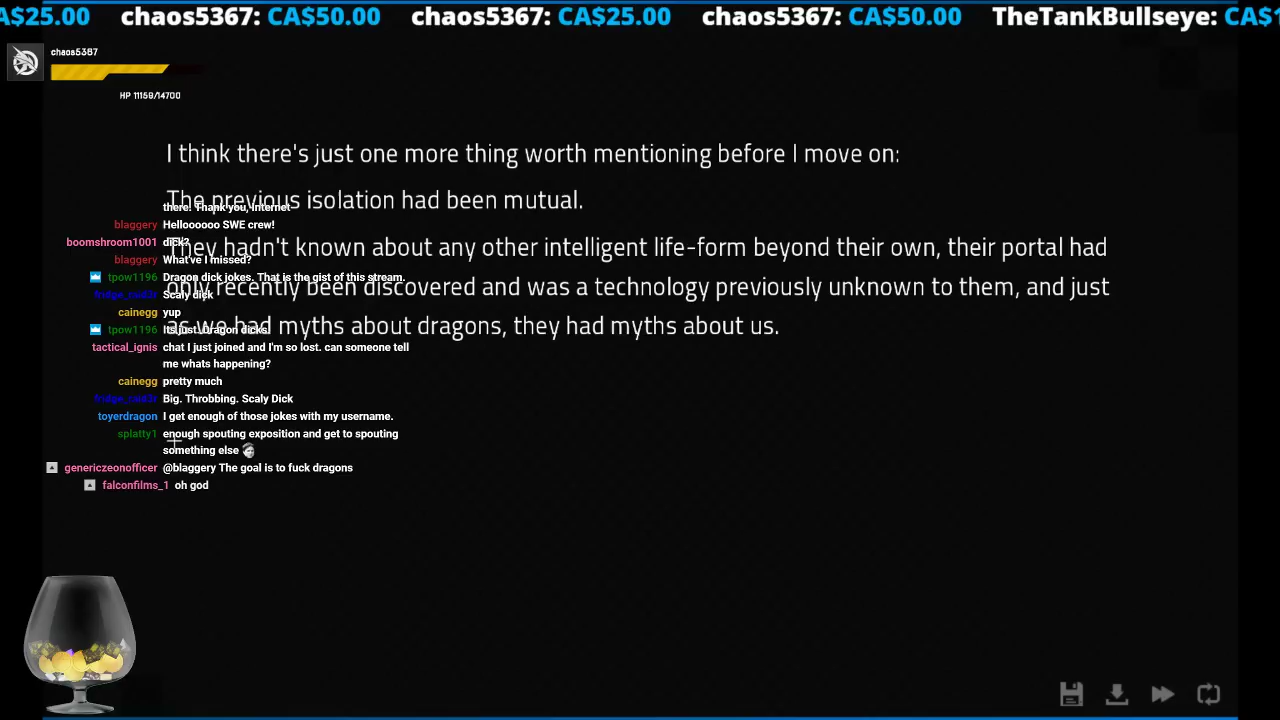 A$25.00 chaos5367: CA$50.00 chaos5367: CA$25.00 chaos5367: CA$50.00 TheTankBullseye: CA$1
chaos5367
HP 11159/14700
I think there's just one more thing worth mentioning before I move on:
The previous isolation had been mutual.
They hadn't known about any other intelligent life-form beyond their own, their portal had
only recently been discovered and was a technology previously unknown to them, and just
as we had myths about dragons, they had myths about us.
there! Thank you, Internet
blaggery Helloooooo SWE crew!
boomshroom1001 dick?
blaggery What've I missed?
tpow1196 Dragon dick jokes. That is the gist of this stream.
Scaly dick
cainegg yup
tpow1196 Its just. Dragon dicks.
tactical_ignis chat I just joined and I'm so lost. can someone tell
me whats happening?
cainegg pretty much
Big. Throbbing. Scaly Dick
toyerdragon I get enough of those jokes with my username.
splatty1 enough spouting exposition and get to spouting
something else
genericzeonofficer @blaggery The goal is to fuck dragons
falconfilms_1 oh god